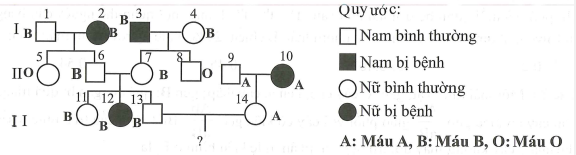 Quy ước:
Nam bình thường
Nam bị bệnh
Nữ bình thường
Nữ bị bệnh
A: Máu A, B: Máu B, O: Máu O
1 2 3 4
I B B B B
5 6 7 8 9 10
II O B B O A A
11 12 13 14
I I B B B A
?